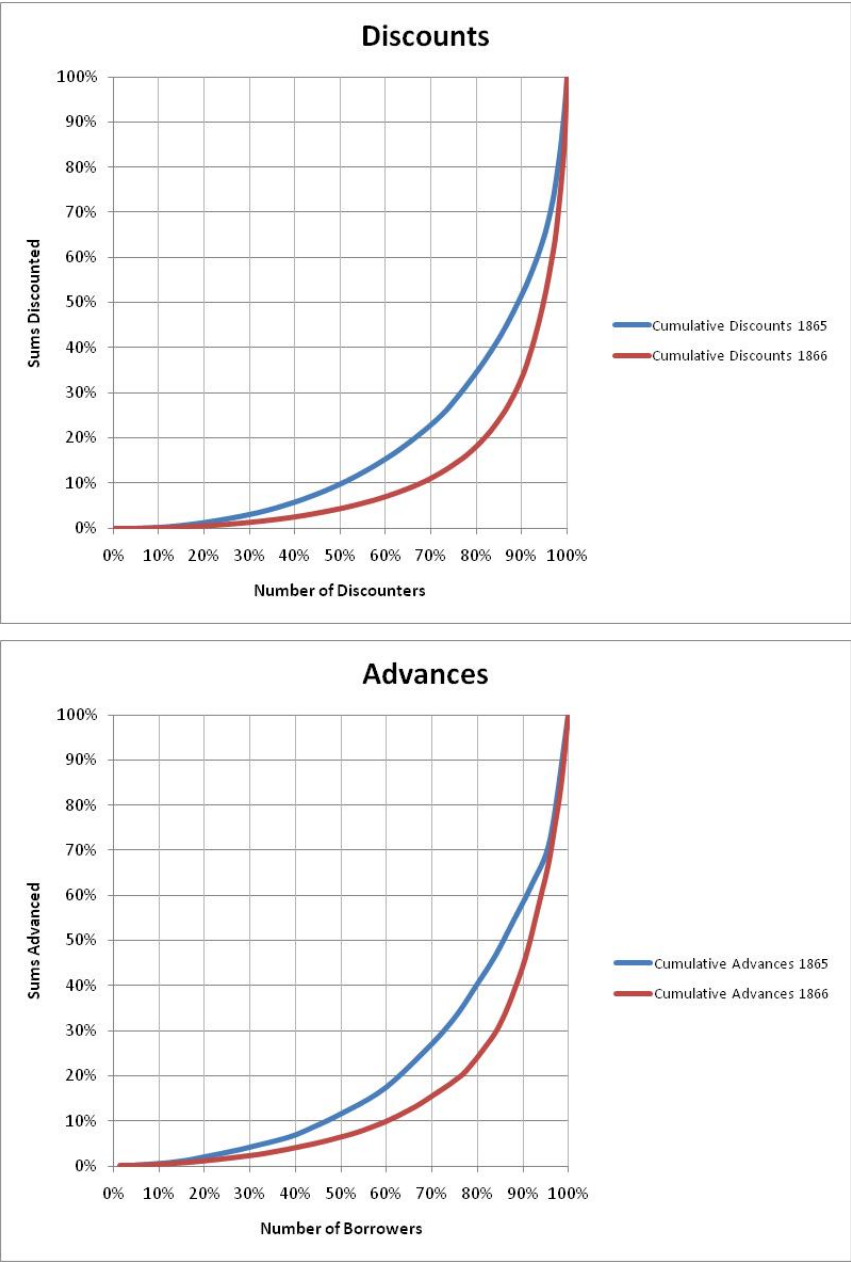 Discounts
100%
90%
80%
70%
60%
50%
40%
30%
20%
10%
0%
Sums Discounted
0% 10% 20% 30% 40% 50% 60% 70% 80% 90% 100%
Number of Discounters
Cumulative Discounts 1865
Cumulative Discounts 1866
Advances
100%
90%
80%
70%
60%
50%
40%
30%
20%
10%
0%
Sums Advanced
0% 10% 20% 30% 40% 50% 60% 70% 80% 90% 100%
Number of Borrowers
Cumulative Advances 1865
Cumulative Advances 1866